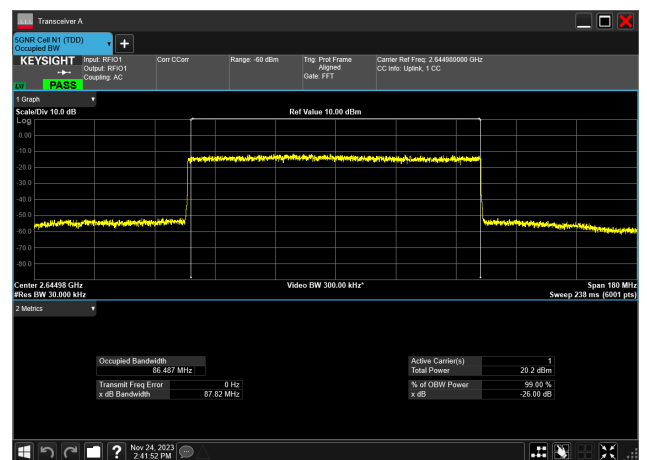 Transceiver A
5GNR Cell N1 (TDD)
Occupied BW
KEYSIGHT
Input: RFIO1
Output: RFIO1
Coupling: AC
Corr CCorr
Range: -60 dBm
Trig: Prot Frame
Aligned
Gate: FFT
Carrier Ref Freq: 2.644980000 GHz
CC Info: Uplink, 1 CC
LV PASS
1 Graph
Scale/Div 10.0 dB
Ref Value 10.00 dBm
Log
0.00
-10.0
-20.0
-30.0
-40.0
-50.0
-60.0
-70.0
-80.0
Center 2.64498 GHz
Video BW 300.00 kHz*
Span 180 MHz
#Res BW 30.000 kHz
Sweep 238 ms (6001 pts)
2 Metrics
Occupied Bandwidth
86.487 MHz
Transmit Freq Error 0 Hz
x dB Bandwidth 87.82 MHz
Active Carrier(s) 1
Total Power 20.2 dBm
% of OBW Power 99.00 %
x dB -26.00 dB
Nov 24, 2023
2:41:52 PM